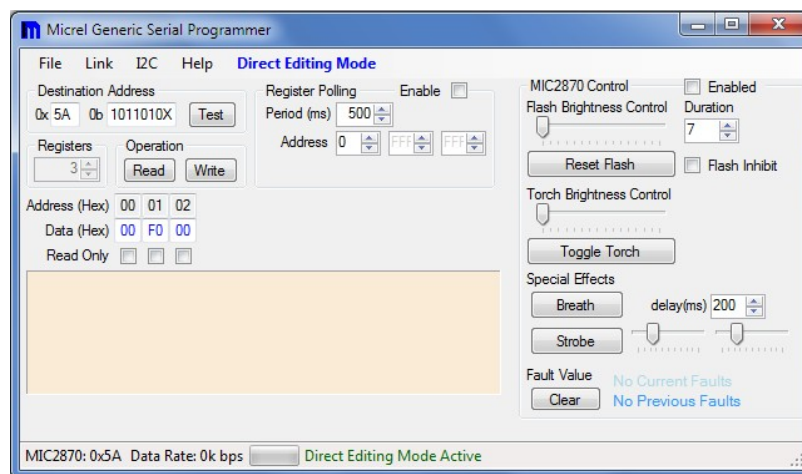 Micrel Generic Serial Programmer
File Link I2C Help Direct Editing Mode
Destination Address
0x 5A 0b 1011010X Test
Registers
3
Operation
Read Write
Register Polling Enable
Period (ms) 500
Address 0 FFF FFF
Address (Hex) 00 01 02
Data (Hex) 00 F0 00
Read Only
MIC2870 Control Enabled
Flash Brightness Control Duration
7
Reset Flash Flash Inhibit
Torch Brightness Control
Toggle Torch
Special Effects
Breath delay(ms) 200
Strobe
Fault Value
No Current Faults
Clear No Previous Faults
MIC2870: 0x5A Data Rate: 0k bps Direct Editing Mode Active